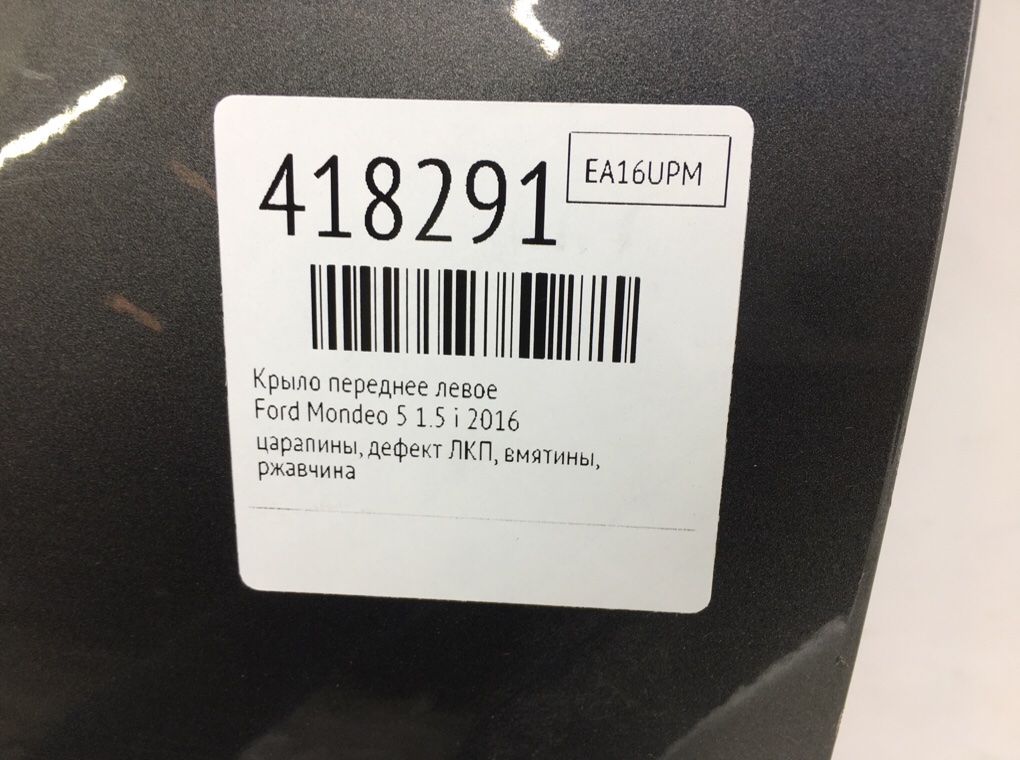 418291
EA16UPM
Крыло переднее левое
Ford Mondeo 5 1.5 i 2016
царапины, дефект ЛКП, вмятины,
ржавчина